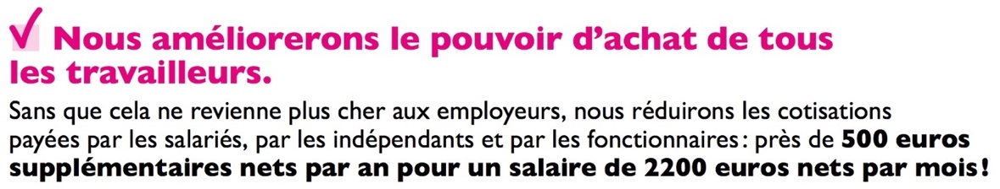 Nous améliorerons le pouvoir d’achat de tous
les travailleurs.
Sans que cela ne revienne plus cher aux employeurs, nous réduirons les cotisations
payées par les salariés, par les indépendants et par les fonctionnaires : près de 500 euros
supplémentaires nets par an pour un salaire de 2200 euros nets par mois !